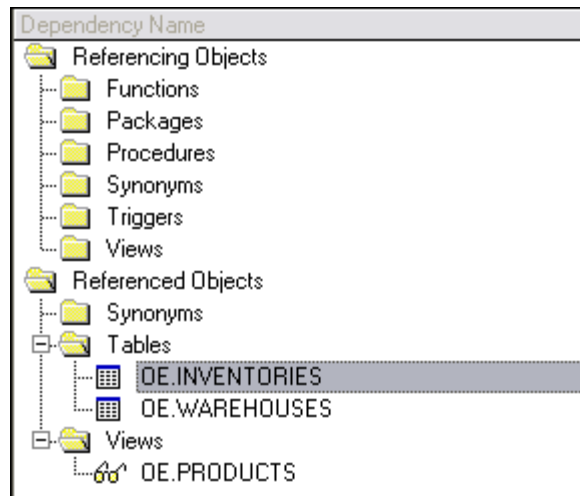 Dependency Name
Referencing Objects
Functions
Packages
Procedures
Synonyms
Triggers
Views
Referenced Objects
Synonyms
Tables
OE.INVENTORIES
OE.WAREHOUSES
Views
OE.PRODUCTS